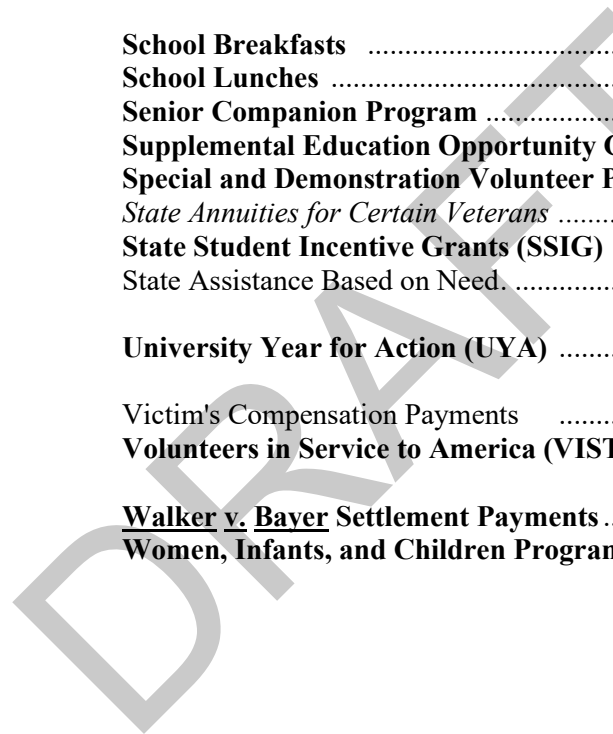 School Breakfasts ........................................
School Lunches ..............................................
Senior Companion Program ......................
Supplemental Education Opportunity
Special and Demonstration Volunteer
State Annuities for Certain Veterans .........
State Student Incentive Grants (SSIG)
State Assistance Based on Need. .................
University Year for Action (UYA) .........
Victim's Compensation Payments .........
Volunteers in Service to America (VIST
Walker v. Bayer Settlement Payments ..
Women, Infants, and Children
DRAFT